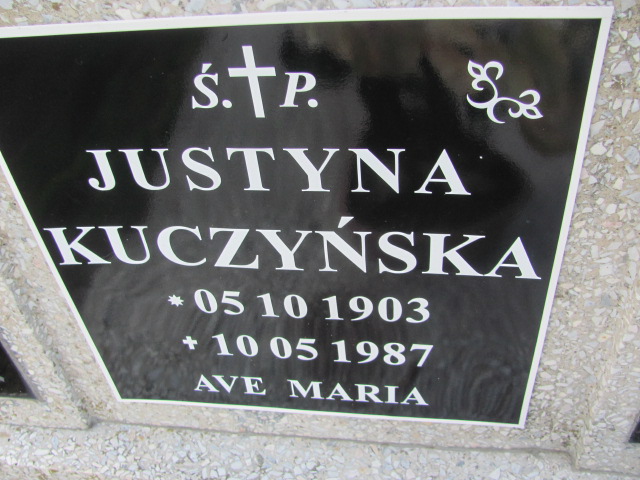 Ś. P.
JUSTYNA
KUCZYŃSKA
* 05 10 1903
✝ 10 05 1987
AVE MARIA